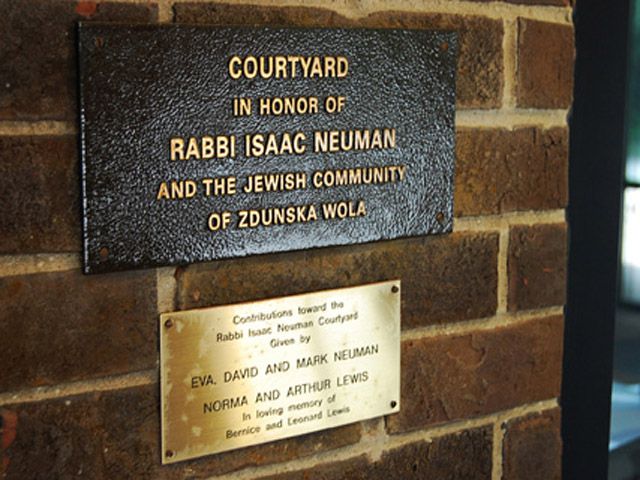 COURTYARD
IN HONOR OF
RABBI ISAAC NEUMAN
AND THE JEWISH COMMUNITY
OF ZDUNSKA WOLA
Contributions toward the
Rabbi Isaac Neuman Courtyard
Given by
EVA, DAVID AND MARK NEUMAN
NORMA AND ARTHUR LEWIS
In loving memory of
Bernice and Leonard Lewis